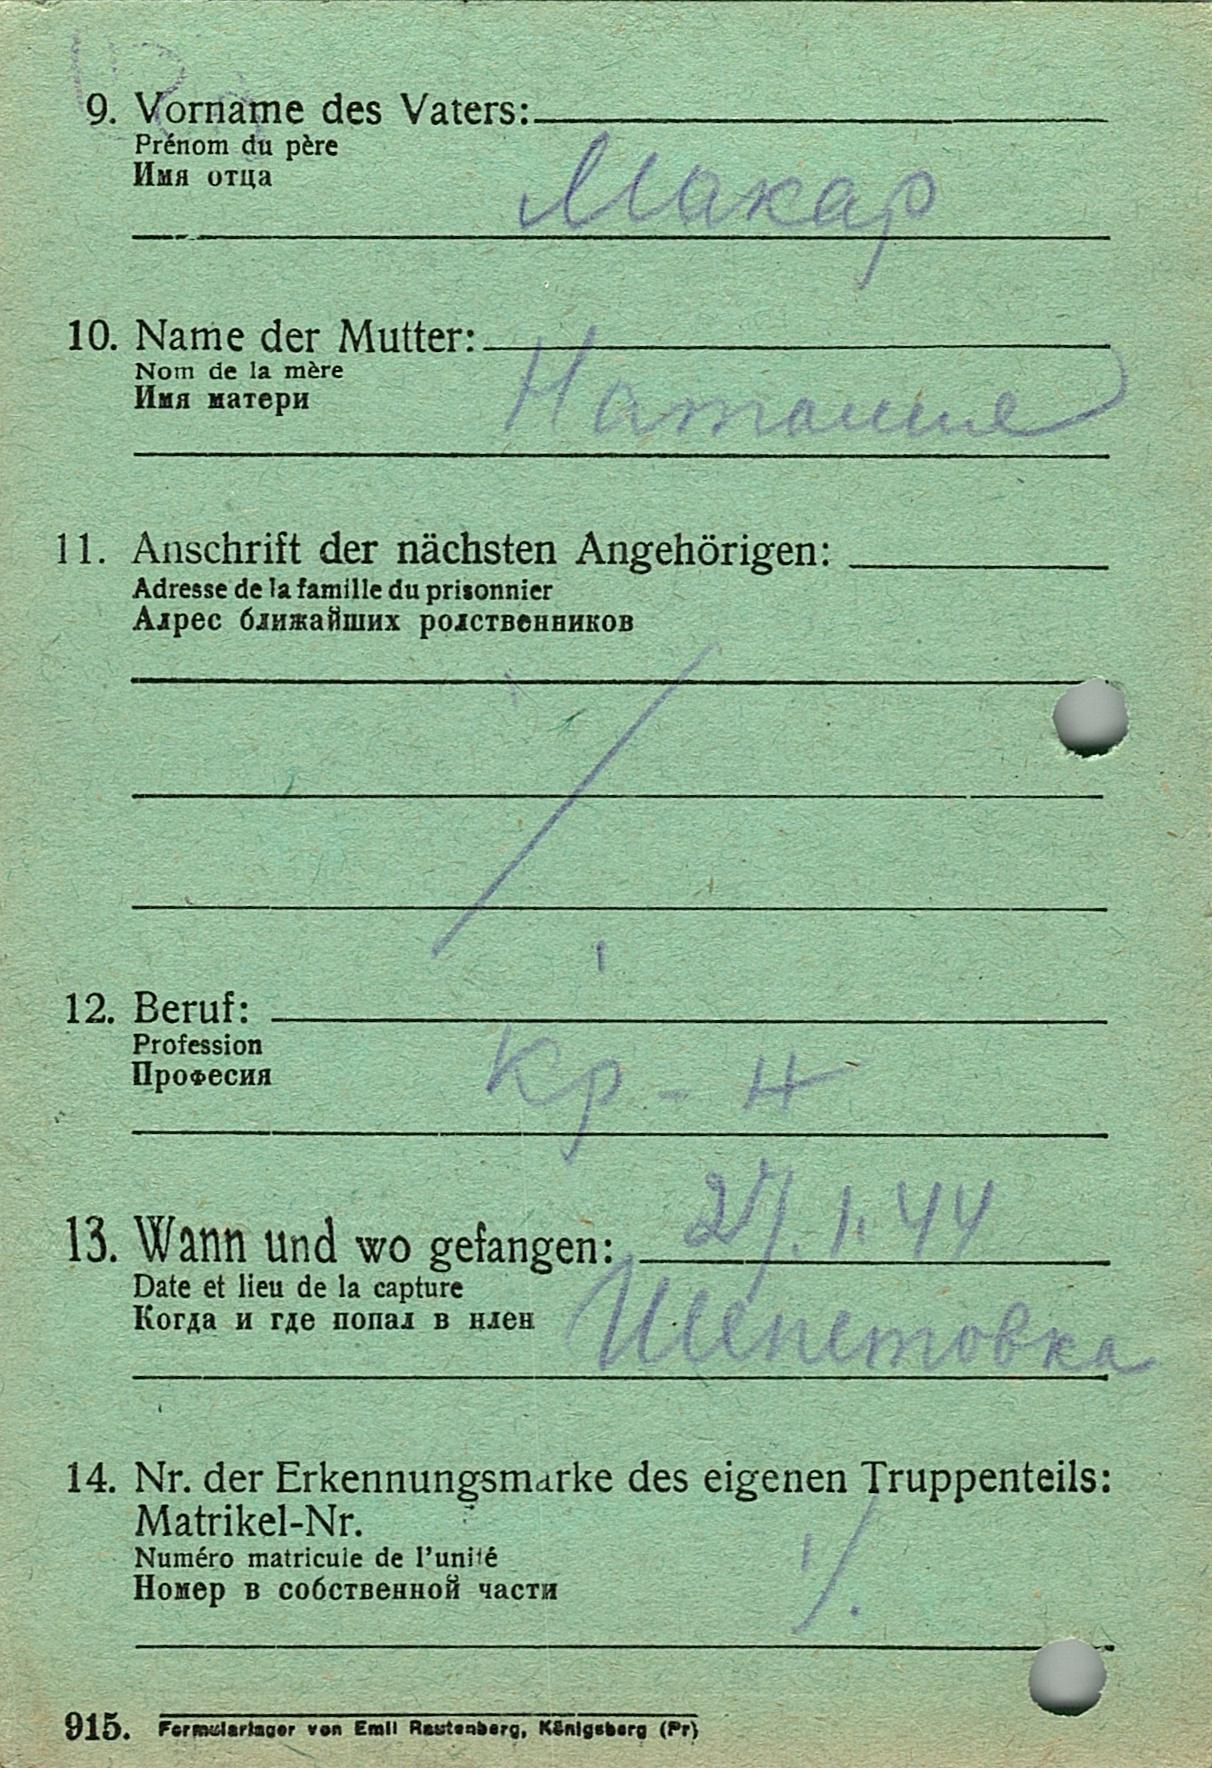 9. Vorname des Vaters:
Prénom du père
Имя отца
Макар
10. Name der Mutter:
Nom de la mère
Имя матери
11. Anschrift der nächsten Angehörigen:
Adresse de la famille du prisonnier
Адрес ближайших родственников
12. Beruf:
Profession
Професия
Кр - н
13. Wann und wo gefangen: 27.1.44
Date et lieu de la capture
Когда и где попал в плен
Шепетовка
14. Nr. der Erkennungsmarke des eigenen Truppenteils:
Matrikel-Nr.
Numéro matricule de l'unité
Номер в собственной части
915. Formularlager von Emil Rautenberg, Königsberg (Pr)